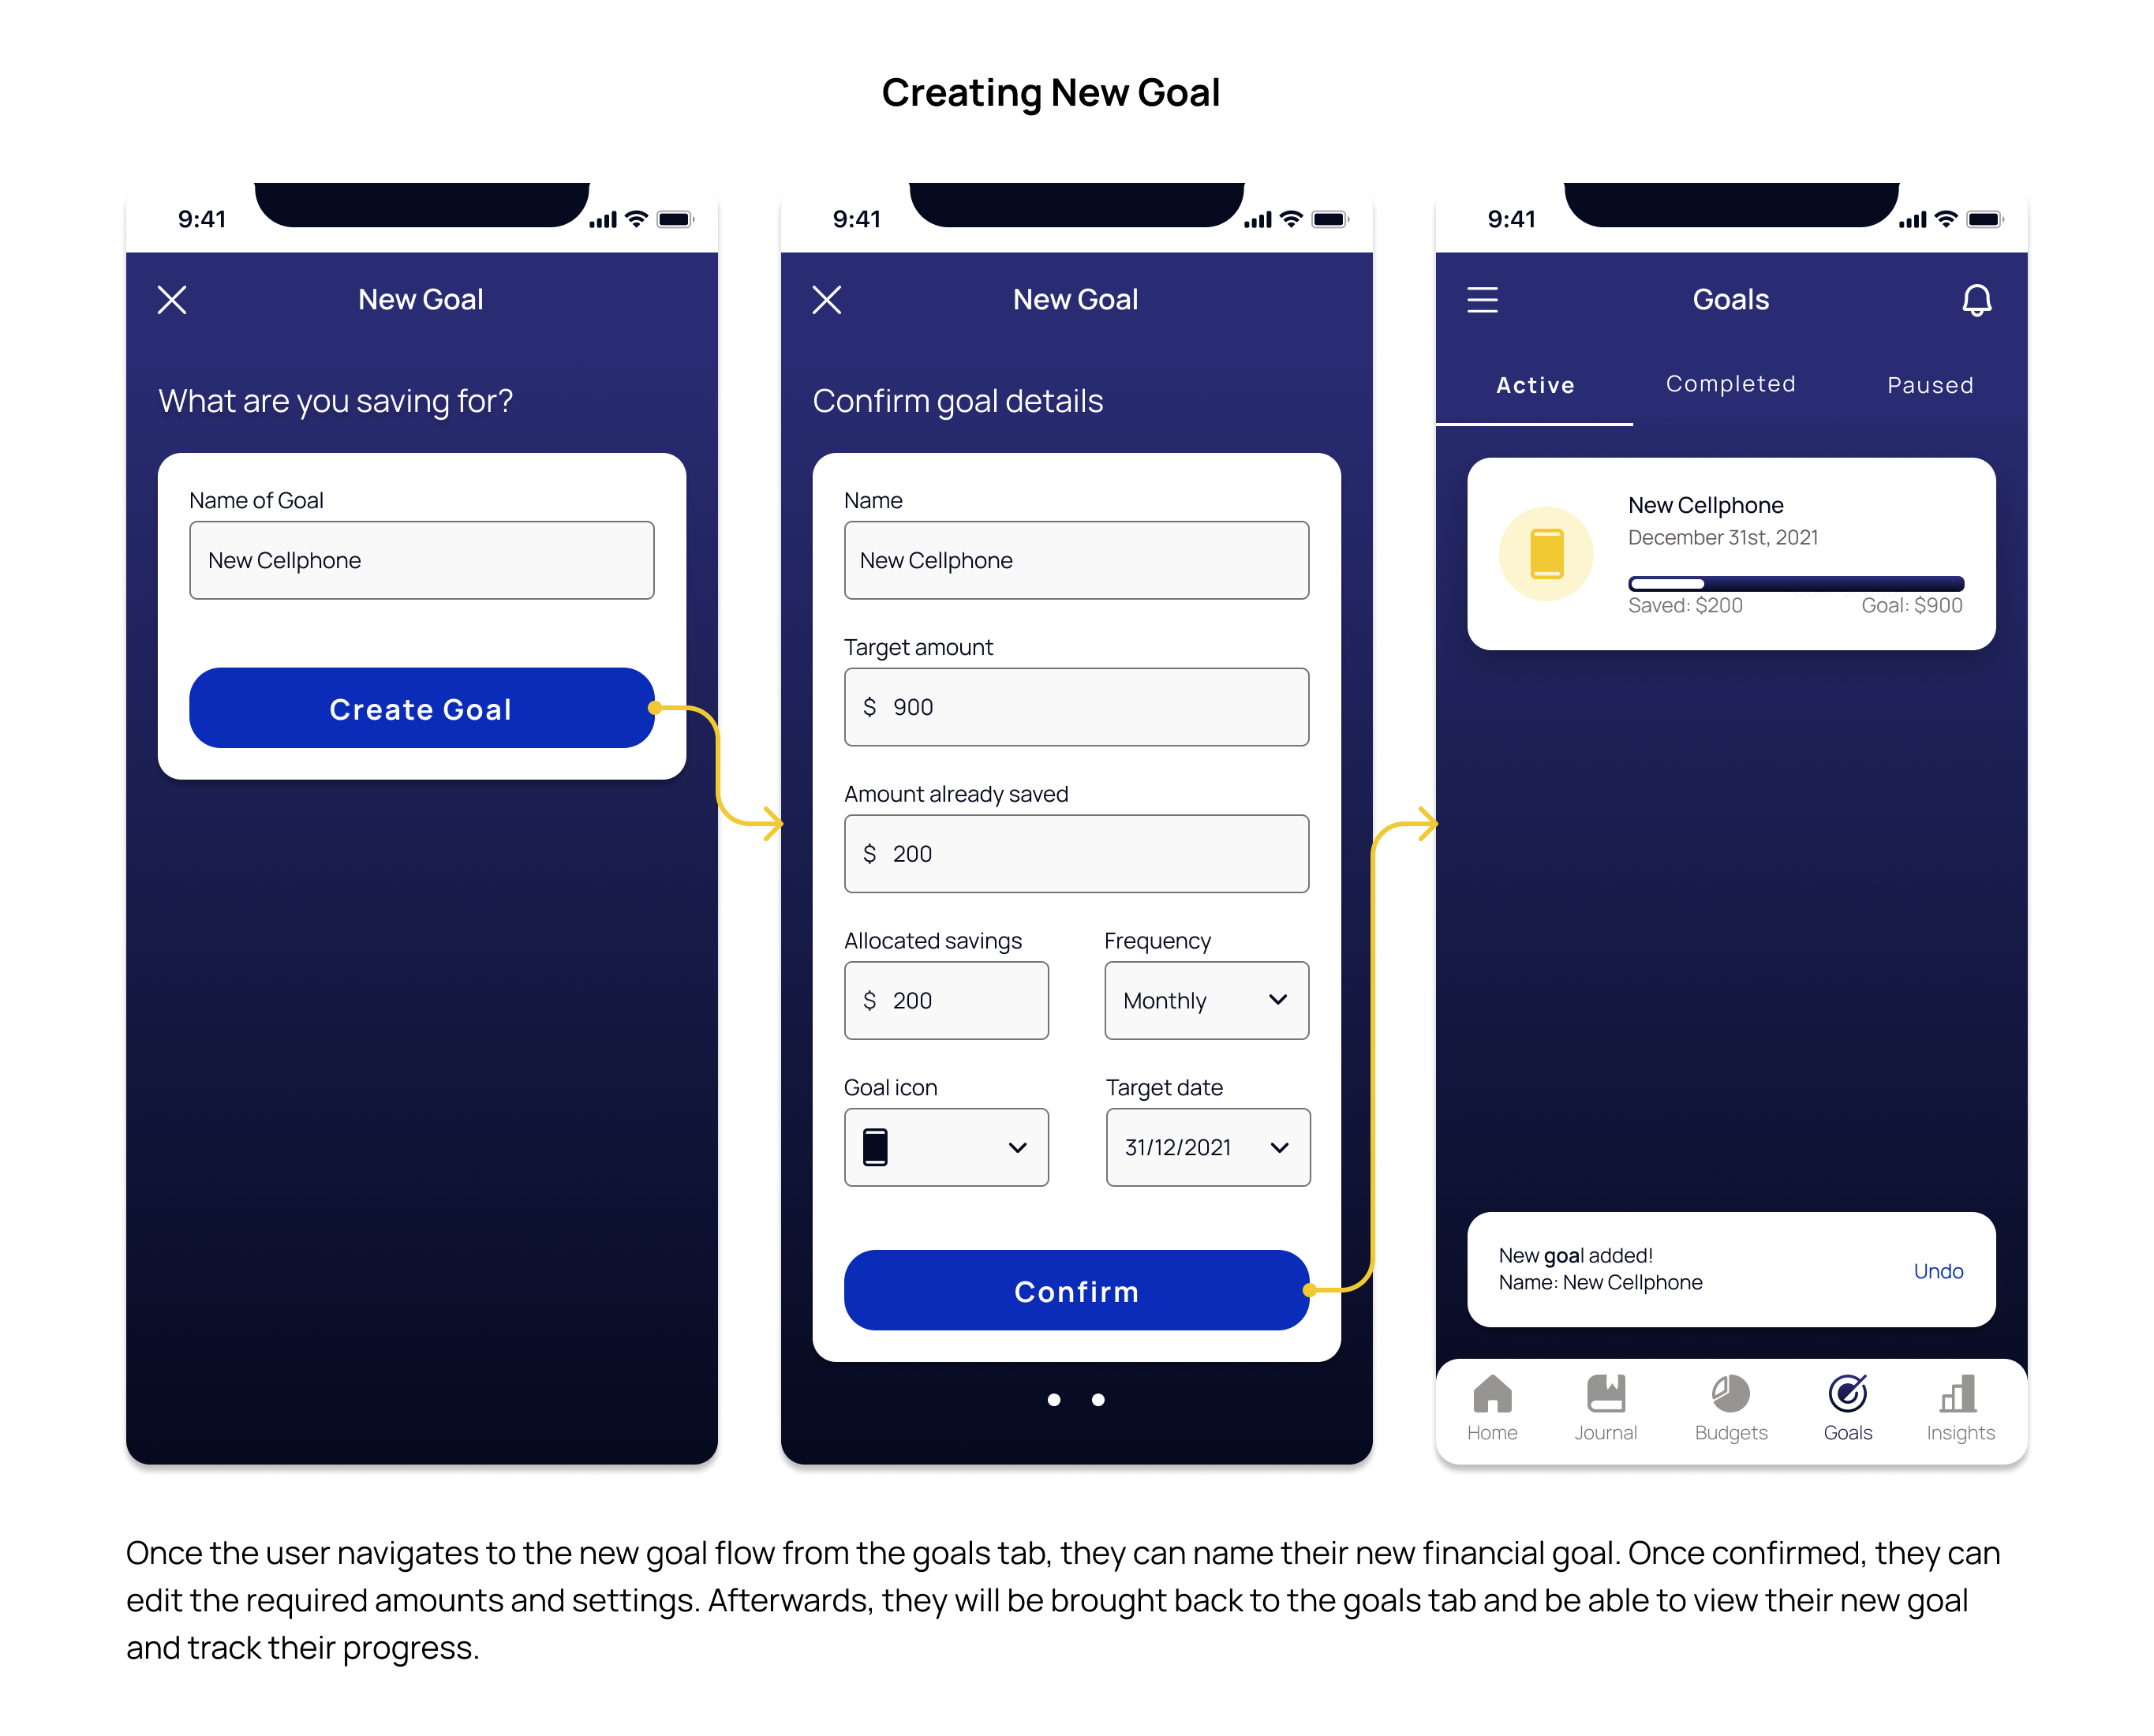 Creating New Goal
9:41
New Goal
What are you saving for?
Name of Goal
New Cellphone
Create Goal
9:41
New Goal
Confirm goal details
Name
New Cellphone
Target amount
$ 900
Amount already saved
$ 200
Allocated savings Frequency
$ 200 Monthly
Goal icon Target date
31/12/2021
Confirm
9:41
Goals
Active Completed Paused
New Cellphone
December 31st, 2021
Saved: $200 Goal: $900
New goal added!
Name: New Cellphone
Undo
Home Journal Budgets Goals Insights
Once the user navigates to the new goal flow from the goals tab, they can name their new financial goal. Once confirmed, they can
edit the required amounts and settings. Afterwards, they will be brought back to the goals tab and be able to view their new goal
and track their progress.